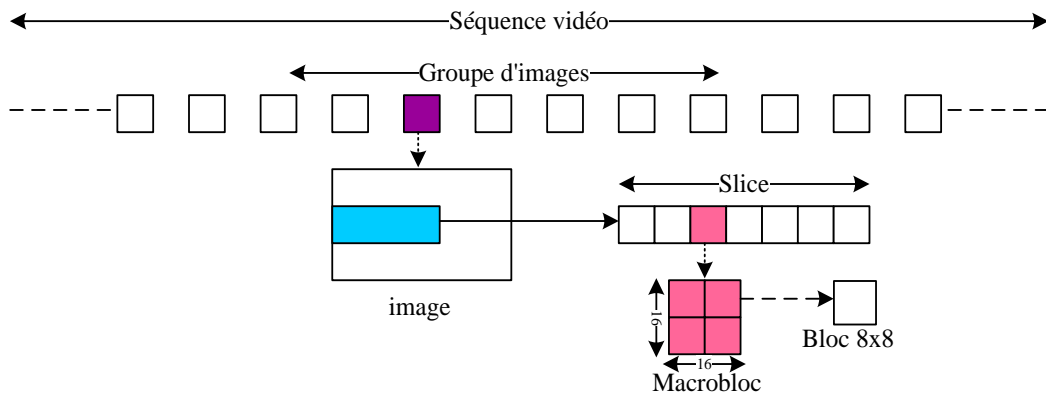 Séquence vidéo
Groupe d'images
Slice
image
16
Bloc 8x8
16
Macrobloc